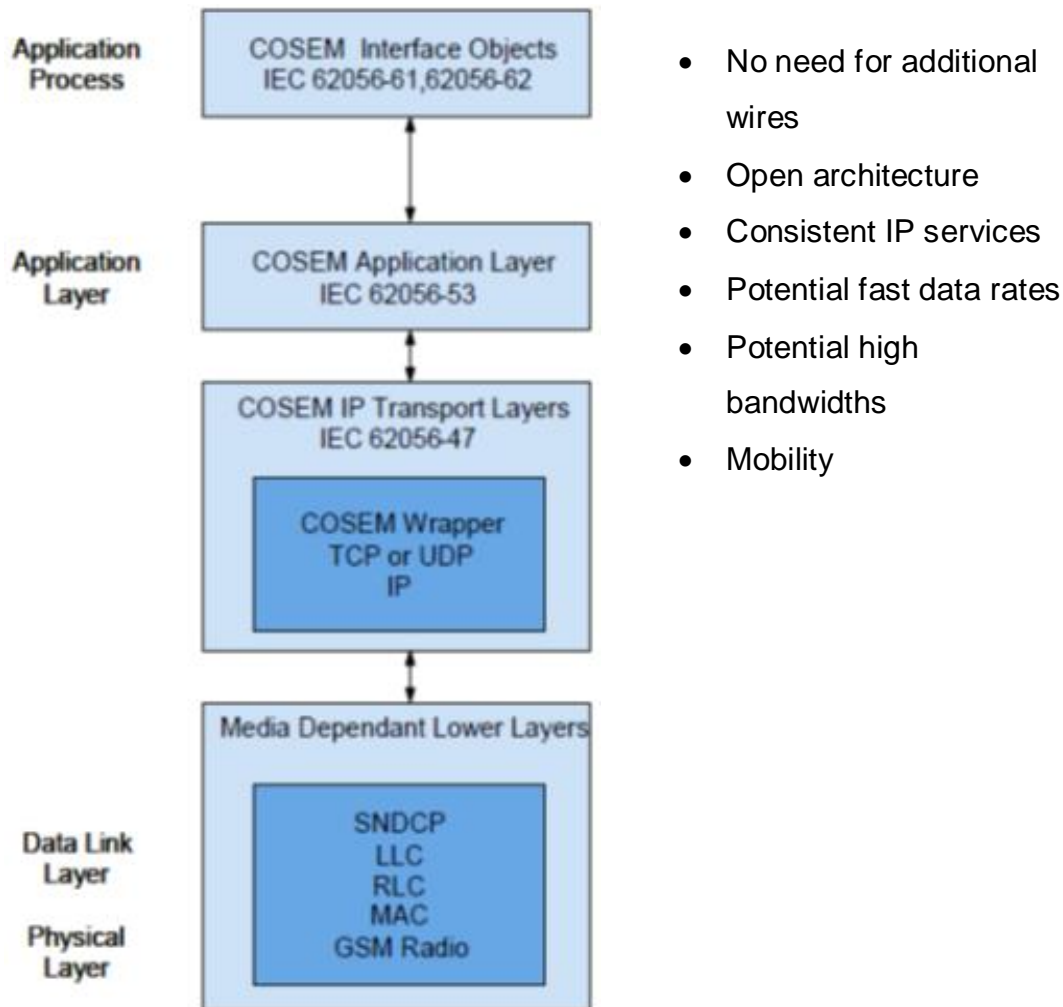 Application
Process
COSEM Interface Objects
IEC 62056-61,62056-62
Application
Layer
COSEM Application Layer
IEC 62056-53
COSEM IP Transport Layers
IEC 62056-47
COSEM Wrapper
TCP or UDP
IP
Media Dependant Lower Layers
Data Link
Layer
Physical
Layer
SNDCP
LLC
RLC
MAC
GSM Radio
• No need for additional
wires
• Open architecture
• Consistent IP services
• Potential fast data rates
• Potential high
bandwidths
• Mobility